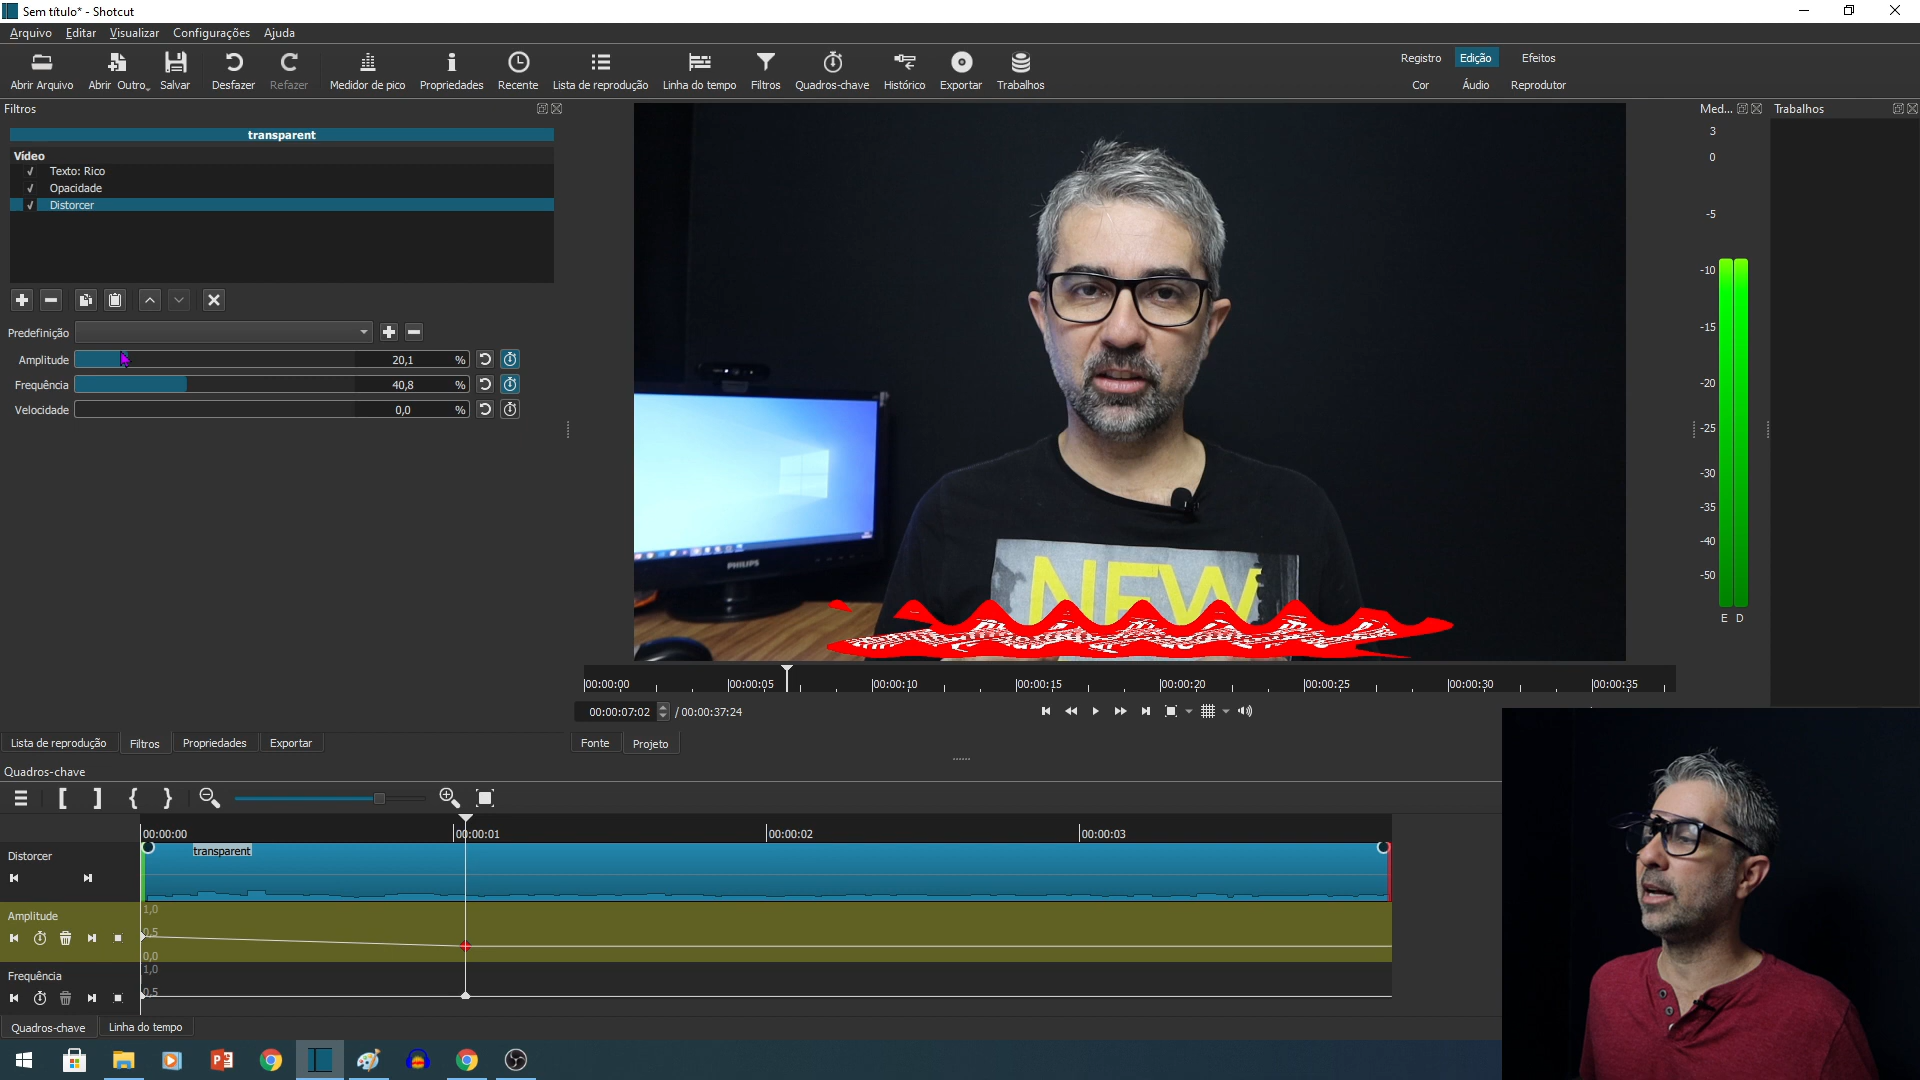 Sem título* - Shotcut
Arquivo Editar Visualizar Configurações Ajuda
Abrir Arquivo Abrir Outro Salvar Desfazer Refazer Medidor de pico Propriedades Recente Lista de reprodução Linha do tempo Filtros Quadros-chave Histórico Exportar Trabalhos
Registro Edição Efeitos
Cor Áudio Reprodutor
Filtros
Med... Trabalhos
transparent
Vídeo
Texto: Rico
Opacidade
Distorcer
Predefinição
Amplitude 20,1 %
Frequência 40,8 %
Velocidade 0,0 %
PHILIPS
NEW
3
0
-5
-10
-15
-20
-25
-30
-35
-40
-50
E D
00:00:00 00:00:05 00:00:10 00:00:15 00:00:20 00:00:25 00:00:30 00:00:35
00:00:07:02 / 00:00:37:24
Lista de reprodução Filtros Propriedades Exportar
Fonte Projeto
Quadros-chave
00:00:00 00:00:01 00:00:02 00:00:03
Distorcer
transparent
Amplitude
1,0
0,5
0,0
Frequência
1,0
0,5
Quadros-chave Linha do tempo